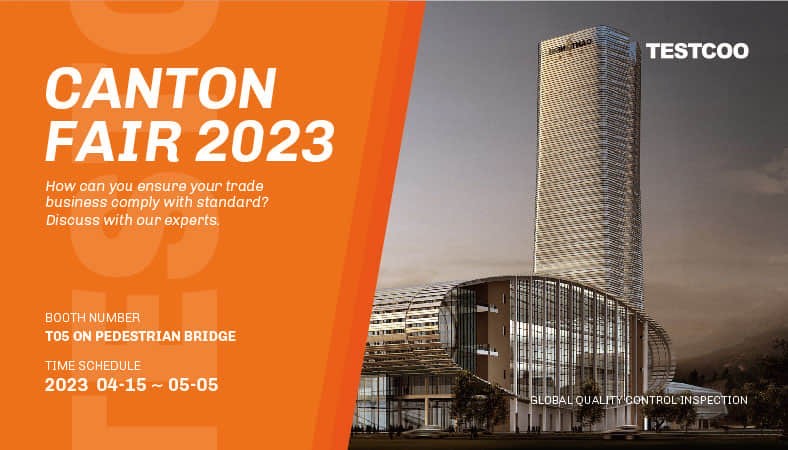 CANTON
FAIR 2023
How can you ensure your trade
business comply with standard?
Discuss with our experts.
BOOTH NUMBER
T05 ON PEDESTRIAN BRIDGE
TIME SCHEDULE
2023 04-15 ~ 05-05
TESTCOO
GLOBAL QUALITY CONTROL INSPECTION